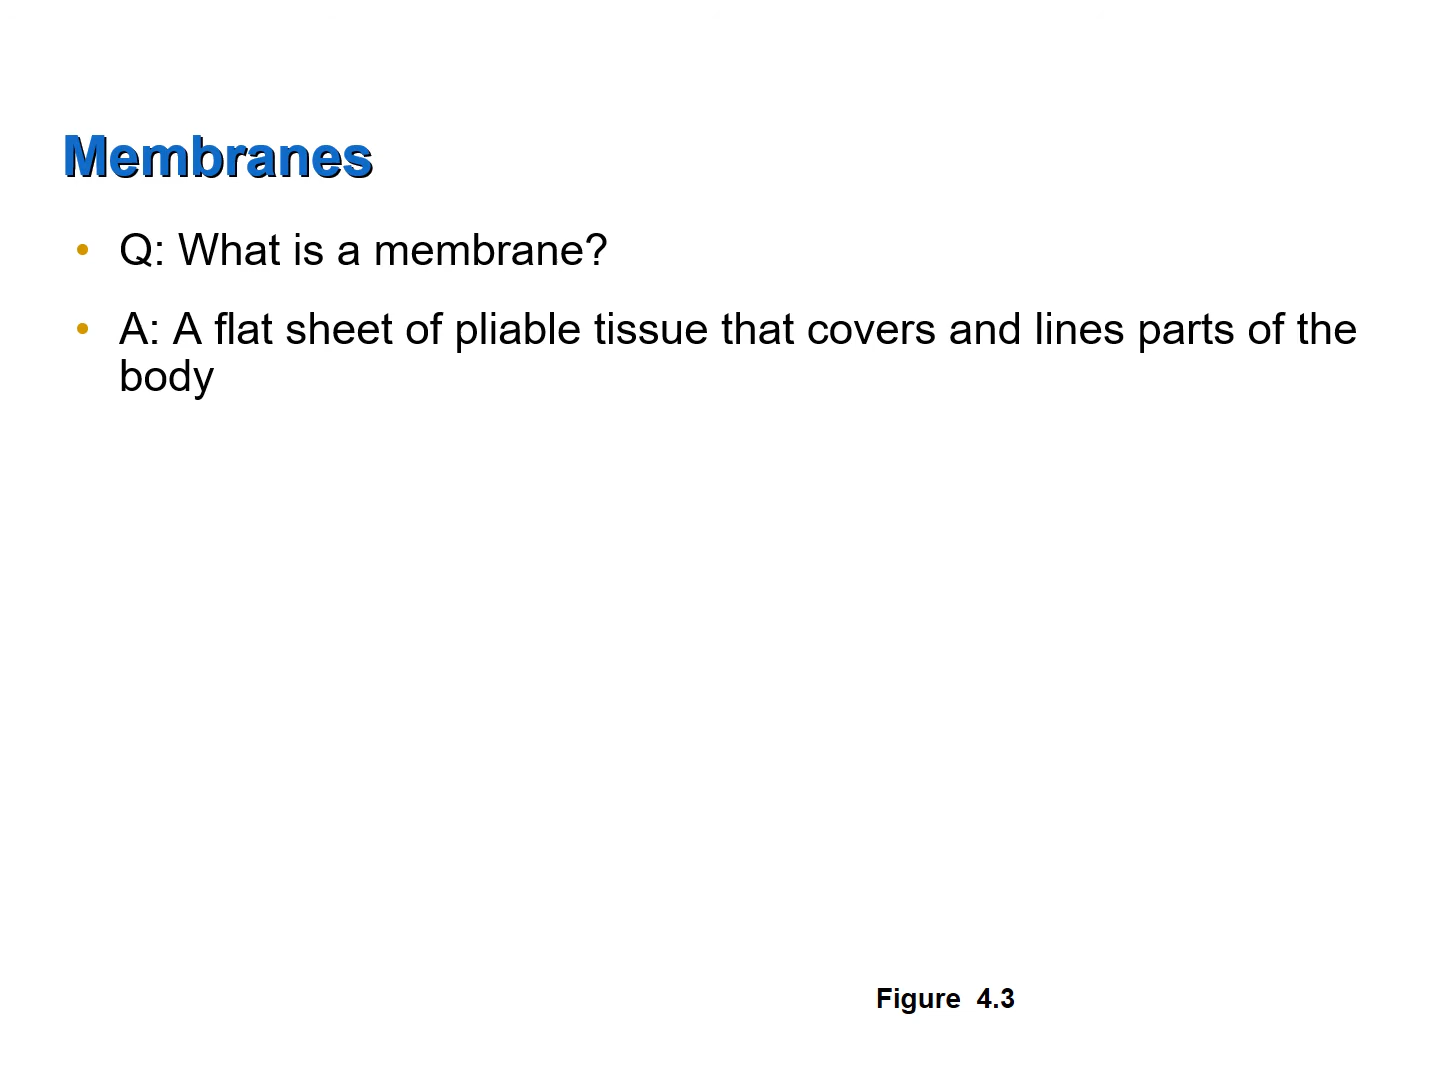 Membranes
• Q: What is a membrane?
• A: A flat sheet of pliable tissue that covers and lines parts of the
body
Figure  4.3